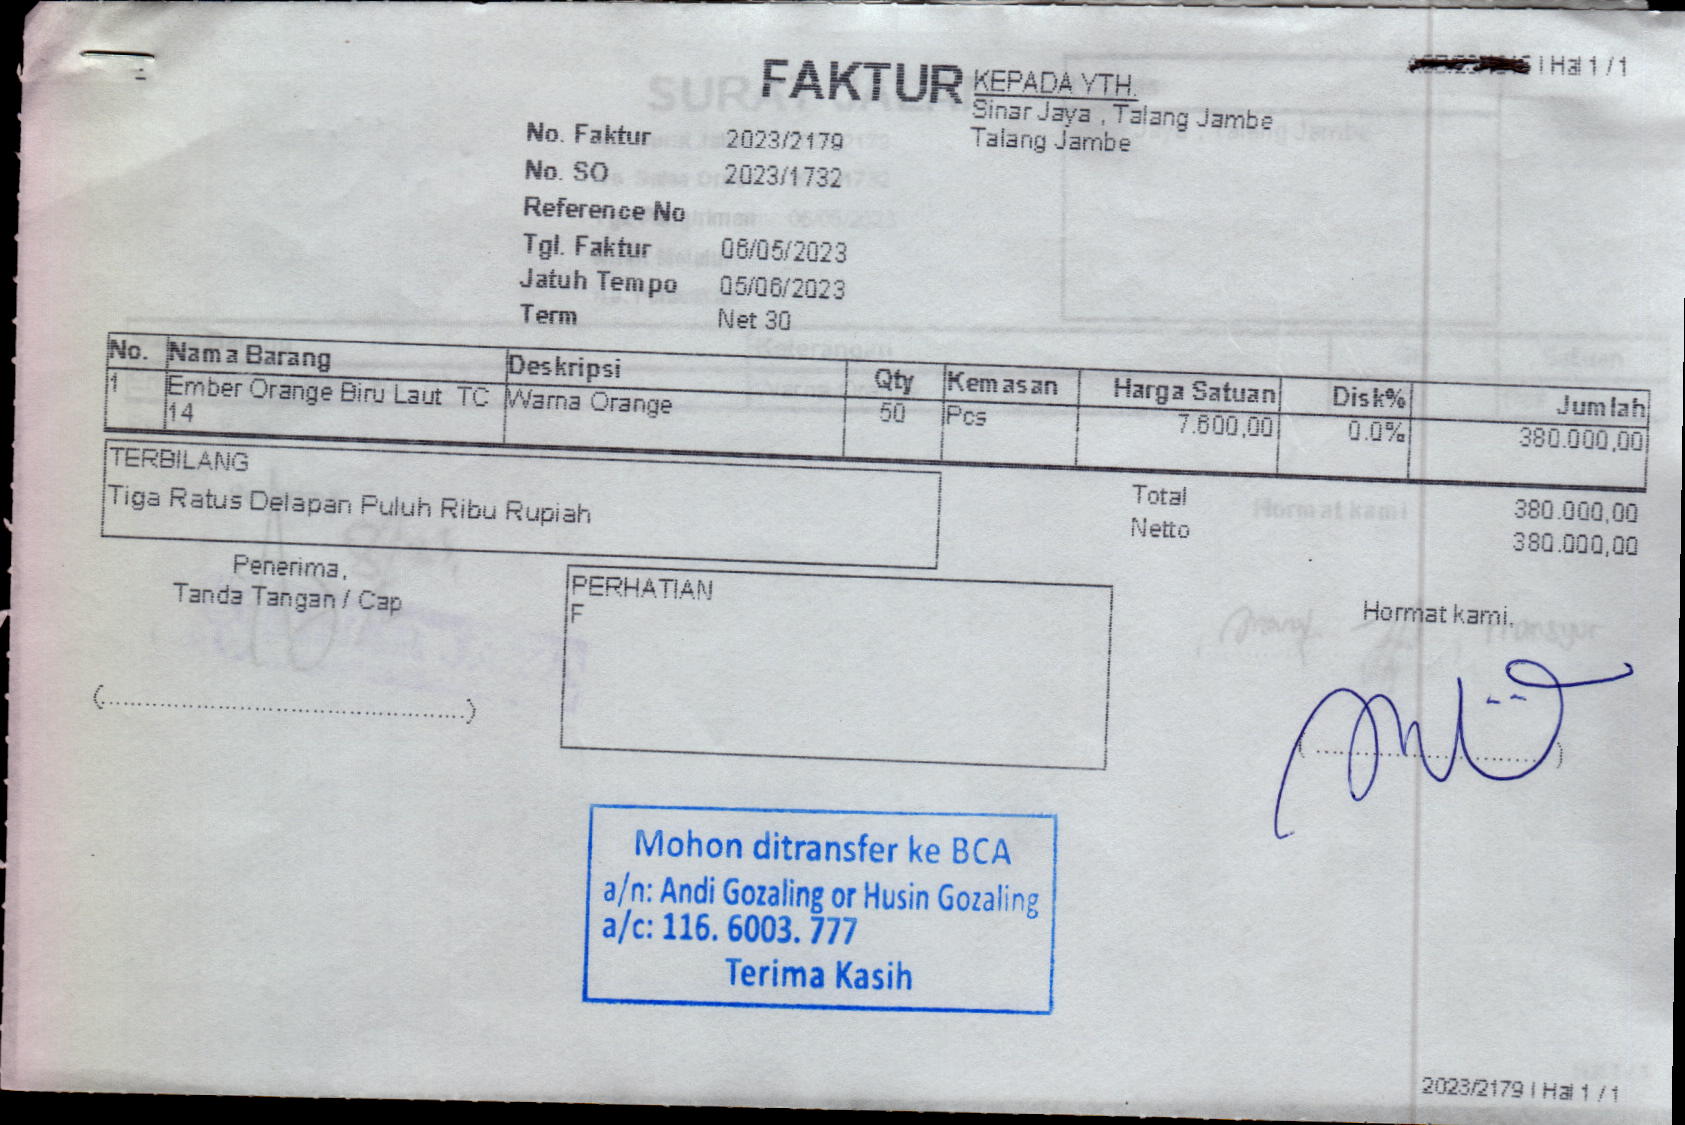 I Hal 1 / 1
FAKTUR
KEPADA YTH.
Sinar Jaya , Talang Jambe
Talang Jambe
No. Faktur 2023/2179
No. SO 2023/1732
Reference No
Tgl. Faktur 06/05/2023
Jatuh Tempo 05/06/2023
Term Net 30
No. Nama Barang Deskripsi Qty Kemasan Harga Satuan Disk% Jumlah
1 Ember Orange Biru Laut TC Warna Orange 50 Pcs 7.600,00 0.0% 380.000,00
14
TERBILANG
Tiga Ratus Delapan Puluh Ribu Rupiah
Total 380.000,00
Netto 380.000,00
Penerima,
Tanda Tangan / Cap
(................................................)
PERHATIAN
F
Hormat kami,
(................................)
Mohon ditransfer ke BCA
a/n: Andi Gozaling or Husin Gozaling
a/c: 116. 6003. 777
Terima Kasih
2023/2179 I Hal 1 / 1